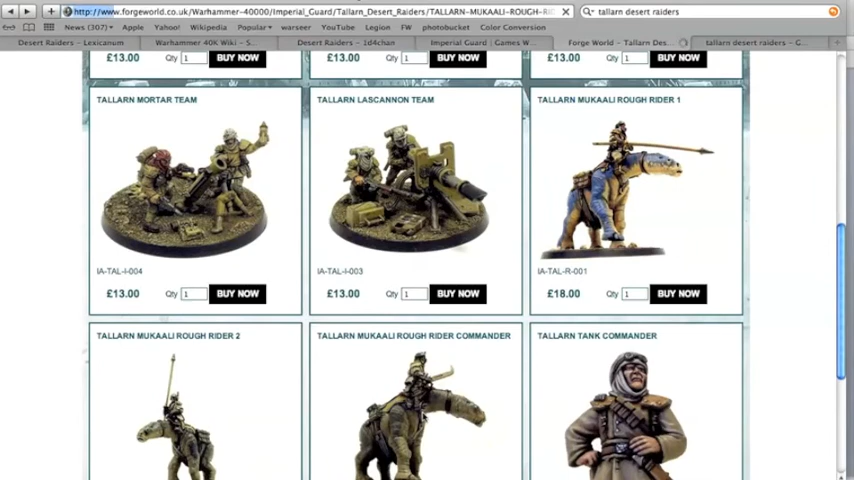 http://www.forgeworld.co.uk/Warhammer-40000/Imperial_Guard/Tallarn_Desert_Raiders/TALLARN-MUKAALI-ROUGH-RI
tallarn desert raiders
News (307) Apple Amazon eBay Yahoo! Wikipedia Popular YouTube Legion FW photobucket warseer Color Conversion
Desert Raiders – Lexicanum
Warhammer 40K Wiki – S...
Desert Raiders – 1d4chan
Imperial Guard | Games W...
Forge World – Tallarn Des...
tallarn desert raiders – G...
£13.00 Qty 1 BUY NOW
£13.00 Qty 1 BUY NOW
£13.00 Qty 1 BUY NOW
TALLARN MORTAR TEAM
TALLARN LASCANNON TEAM
TALLARN MUKAALI ROUGH RIDER 1
IA-TAL-I-004
IA-TAL-I-003
IA-TAL-R-001
£13.00 Qty 1 BUY NOW
£13.00 Qty 1 BUY NOW
£18.00 Qty 1 BUY NOW
TALLARN MUKAALI ROUGH RIDER 2
TALLARN MUKAALI ROUGH RIDER COMMANDER
TALLARN TANK COMMANDER